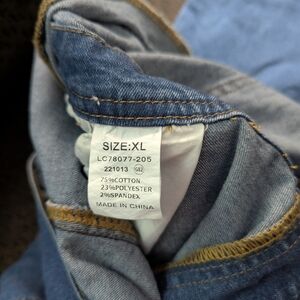 SIZE:XL
LC78077-205
221013
75%COTTON
23%POLYESTER
2%SPANDEX
MADE IN CHINA